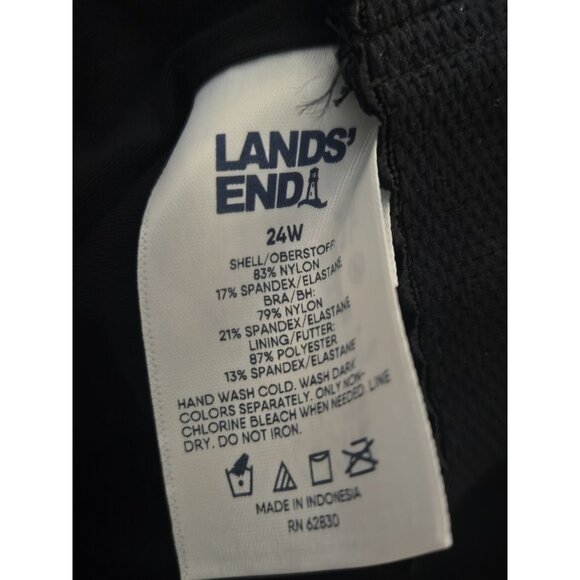 LANDS'
END
24W
SHELL/OBERSTOFF:
83% NYLON
17% SPANDEX/ELASTANE
BRA/BH:
79% NYLON
21% SPANDEX/ELASTANE
LINING/FUTTER:
87% POLYESTER
13% SPANDEX/ELASTANE
HAND WASH COLD. WASH DARK
COLORS SEPARATELY. ONLY NON-
CHLORINE BLEACH WHEN NEEDED. LINE
DRY. DO NOT IRON.
MADE IN INDONESIA
RN 62830